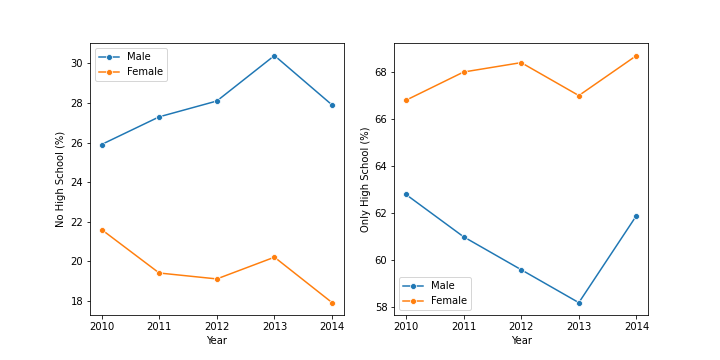 No High School (%)
30
28
26
24
22
20
18
Male
Female
2010 2011 2012 2013 2014
Year
Only High School (%)
68
66
64
62
60
58
Male
Female
2010 2011 2012 2013 2014
Year